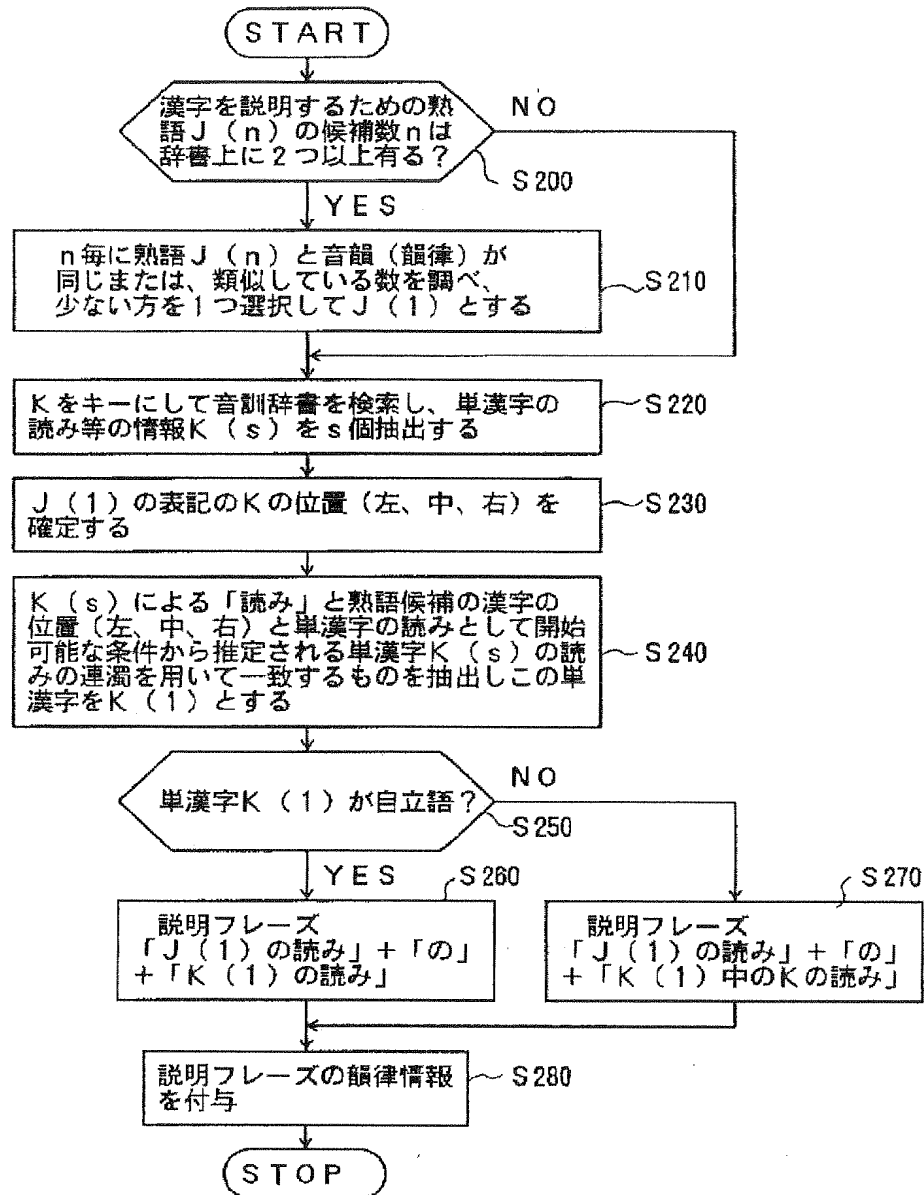 START
漢字を説明するための熟
語J(n)の候補数nは
辞書上に2つ以上有る?
NO
S200
YES
n毎に熟語J(n)と音韻(韻律)が
同じまたは、類似している数を調べ、
少ない方を1つ選択してJ(1)とする
S210
Kをキーにして音訓辞書を検索し、単漢字の
読み等の情報K(s)をs個抽出する
S220
J(1)の表記のKの位置(左、中、右)を
確定する
S230
K(s)による「読み」と熟語候補の漢字の
位置(左、中、右)と単漢字の読みとして開始
可能な条件から推定される単漢字K(s)の読
みの連濁を用いて一致するものを抽出しこの単
漢字をK(1)とする
S240
単漢字K(1)が自立語?
NO
S250
YES
S260
説明フレーズ
「J(1)の読み」+「の」
+「K(1)の読み」
S270
説明フレーズ
「J(1)の読み」+「の」
+「K(1)中のKの読み」
説明フレーズの韻律情報
を付与
S280
STOP